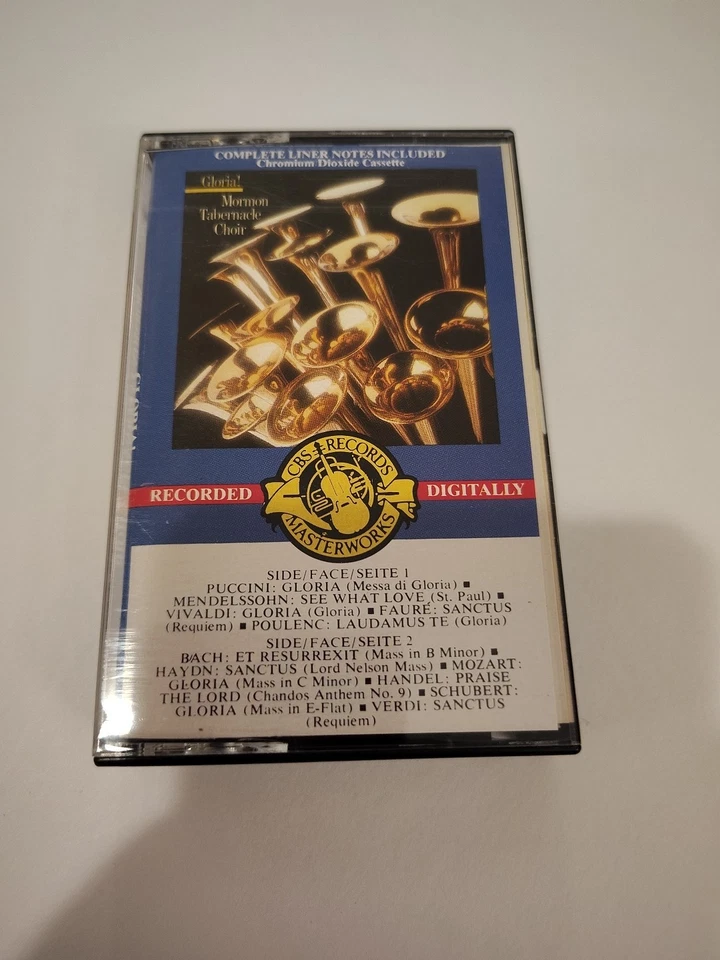 COMPLETE LINER NOTES INCLUDED
Chromium Dioxide Cassette
Gloria!
Mormon
Tabernacle
Choir
CBS RECORDS
MASTERWORKS
RECORDED DIGITALLY
SIDE/FACE/SEITE 1
PUCCINI: GLORIA (Messa di Gloria) ■
MENDELSSOHN: SEE WHAT LOVE (St. Paul) ■
VIVALDI: GLORIA (Gloria) ■ FAURÉ: SANCTUS
(Requiem) ■ POULENC: LAUDAMUS TE (Gloria)
SIDE/FACE/SEITE 2
BACH: ET RESURREXIT (Mass in B Minor) ■
HAYDN: SANCTUS (Lord Nelson Mass) ■ MOZART:
GLORIA (Mass in C Minor) ■ HANDEL: PRAISE
THE LORD (Chandos Anthem No. 9) ■ SCHUBERT:
GLORIA (Mass in E-Flat) ■ VERDI: SANCTUS
(Requiem)